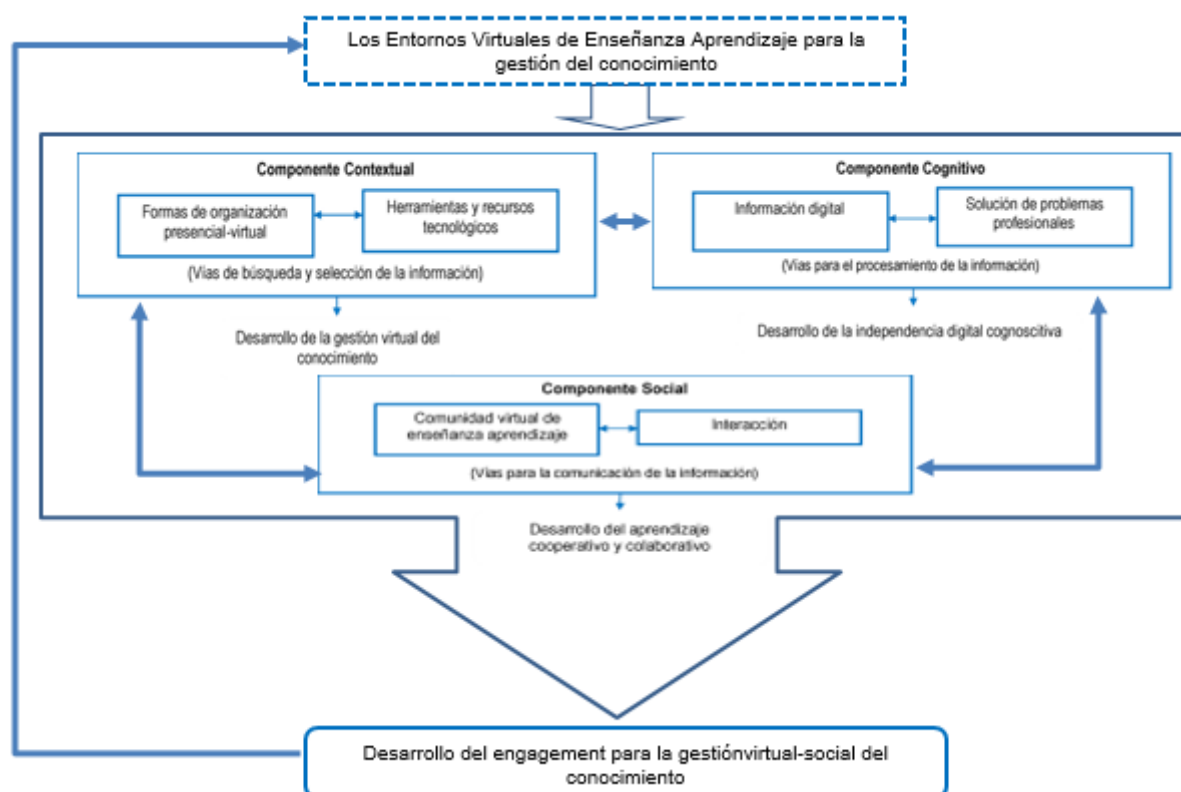 Los Entornos Virtuales de Enseñanza Aprendizaje para la
gestión del conocimiento
Componente Contextual
Formas de organización
presencial-virtual
Herramientas y recursos
tecnológicos
(Vías de búsqueda y selección de la información)
Desarrollo de la gestión virtual del
conocimiento
Componente Cognitivo
Información digital
Solución de problemas
profesionales
(Vías para el procesamiento de la información)
Desarrollo de la independencia digital cognoscitiva
Componente Social
Comunidad virtual de
enseñanza aprendizaje
Interacción
(Vías para la comunicación de la información)
Desarrollo del aprendizaje
cooperativo y colaborativo
Desarrollo del engagement para la gestiónvirtual-social del
conocimiento